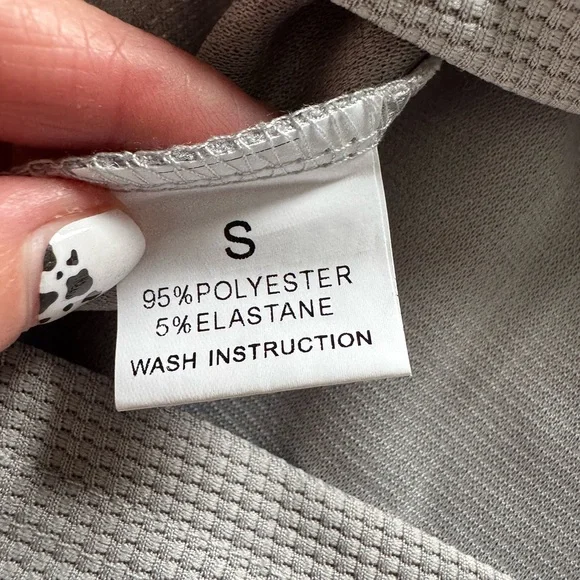 S
95%POLYESTER
5%ELASTANE
WASH INSTRUCTION